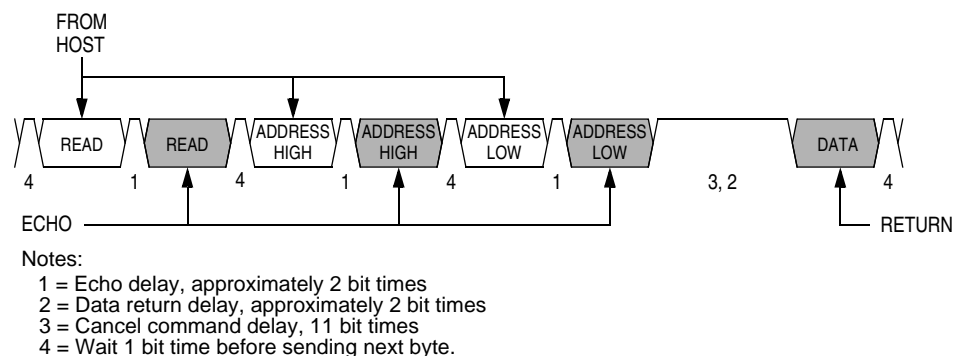 FROM
HOST
READ
READ
ADDRESS
HIGH
ADDRESS
HIGH
ADDRESS
LOW
ADDRESS
LOW
DATA
4
1
4
1
4
1
3, 2
4
ECHO
RETURN
Notes:
1 = Echo delay, approximately 2 bit times
2 = Data return delay, approximately 2 bit times
3 = Cancel command delay, 11 bit times
4 = Wait 1 bit time before sending next byte.